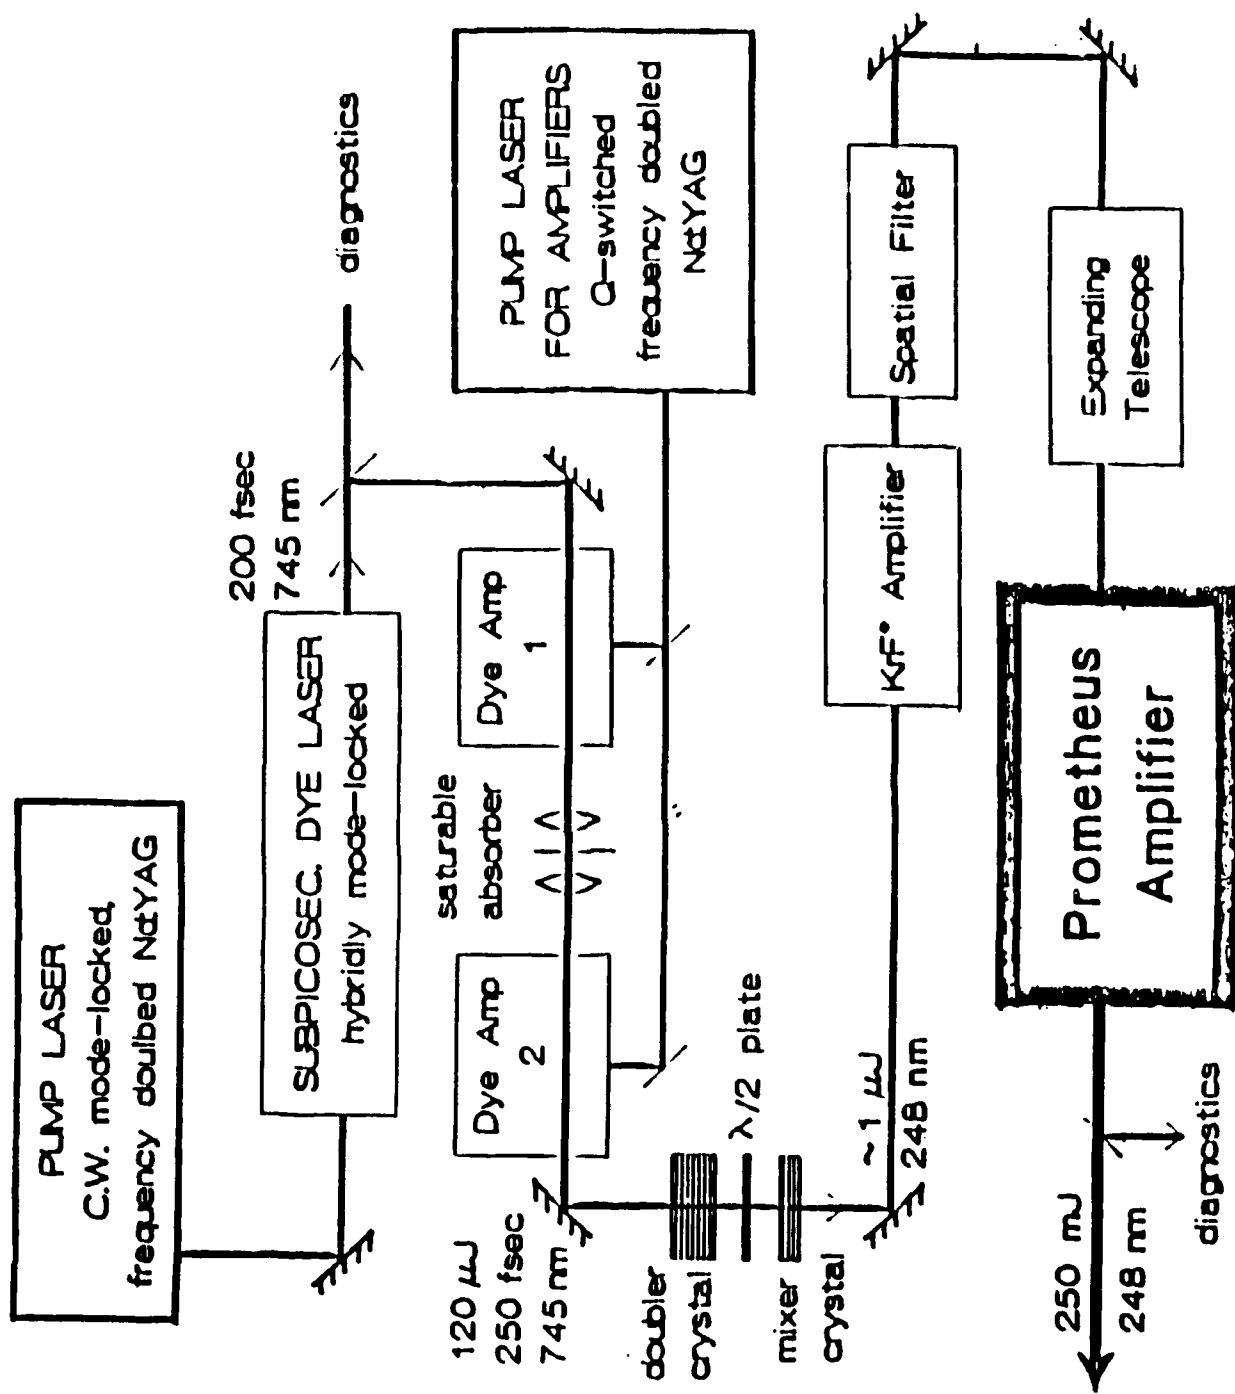 PUMP LASER
C.W. mode-locked,
frequency doulbed Nd:YAG
SUBPICOSEC. DYE LASER
hybridly mode-locked
200 fsec
745 nm
diagnostics
PUMP LASER
FOR AMPLIFIERS
Q-switched
frequency doubled
Nd:YAG
Dye Amp
1
saturable
absorber
Dye Amp
2
120 μJ
250 fsec
745 nm
doubler
crystal
λ/2 plate
mixer
crystal
~1 μJ
248 nm
KrF* Amplifier
Spatial Filter
Expanding
Telescope
Prometheus
Amplifier
250 mJ
248 nm
diagnostics